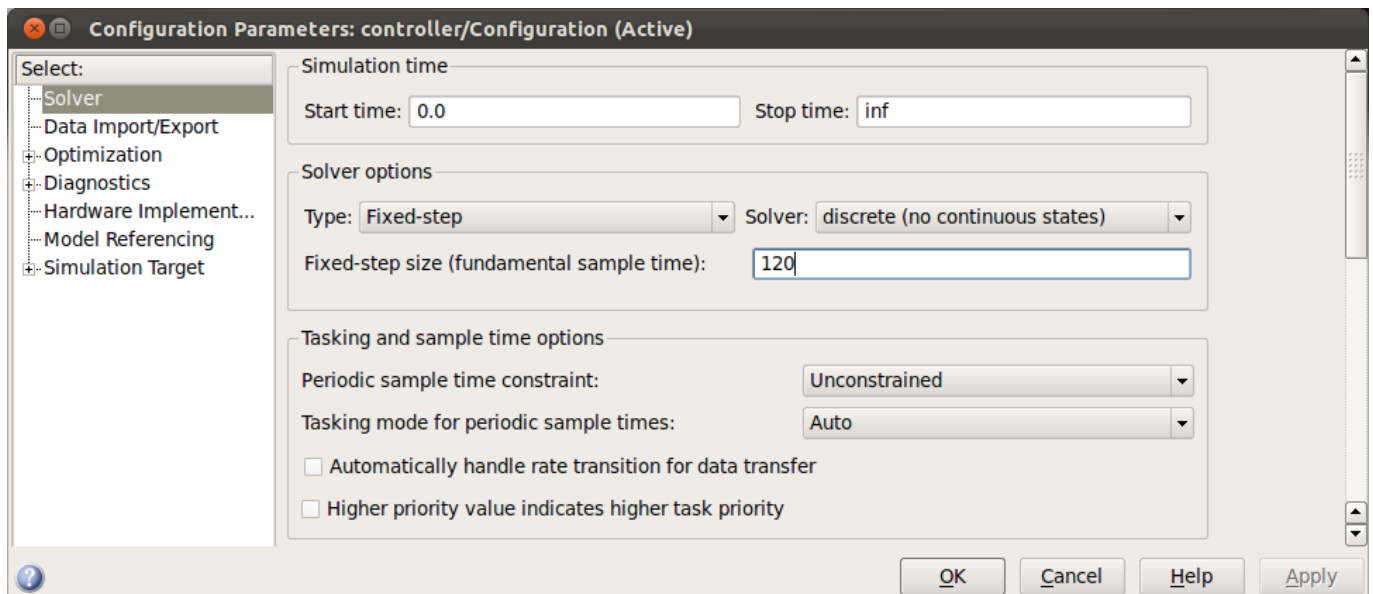 Configuration Parameters: controller/Configuration (Active)
Select:
Solver
Data Import/Export
Optimization
Diagnostics
Hardware Implement...
Model Referencing
Simulation Target
Simulation time
Start time: 0.0 Stop time: inf
Solver options
Type: Fixed-step Solver: discrete (no continuous states)
Fixed-step size (fundamental sample time): 120
Tasking and sample time options
Periodic sample time constraint: Unconstrained
Tasking mode for periodic sample times: Auto
Automatically handle rate transition for data transfer
Higher priority value indicates higher task priority
? OK Cancel Help Apply